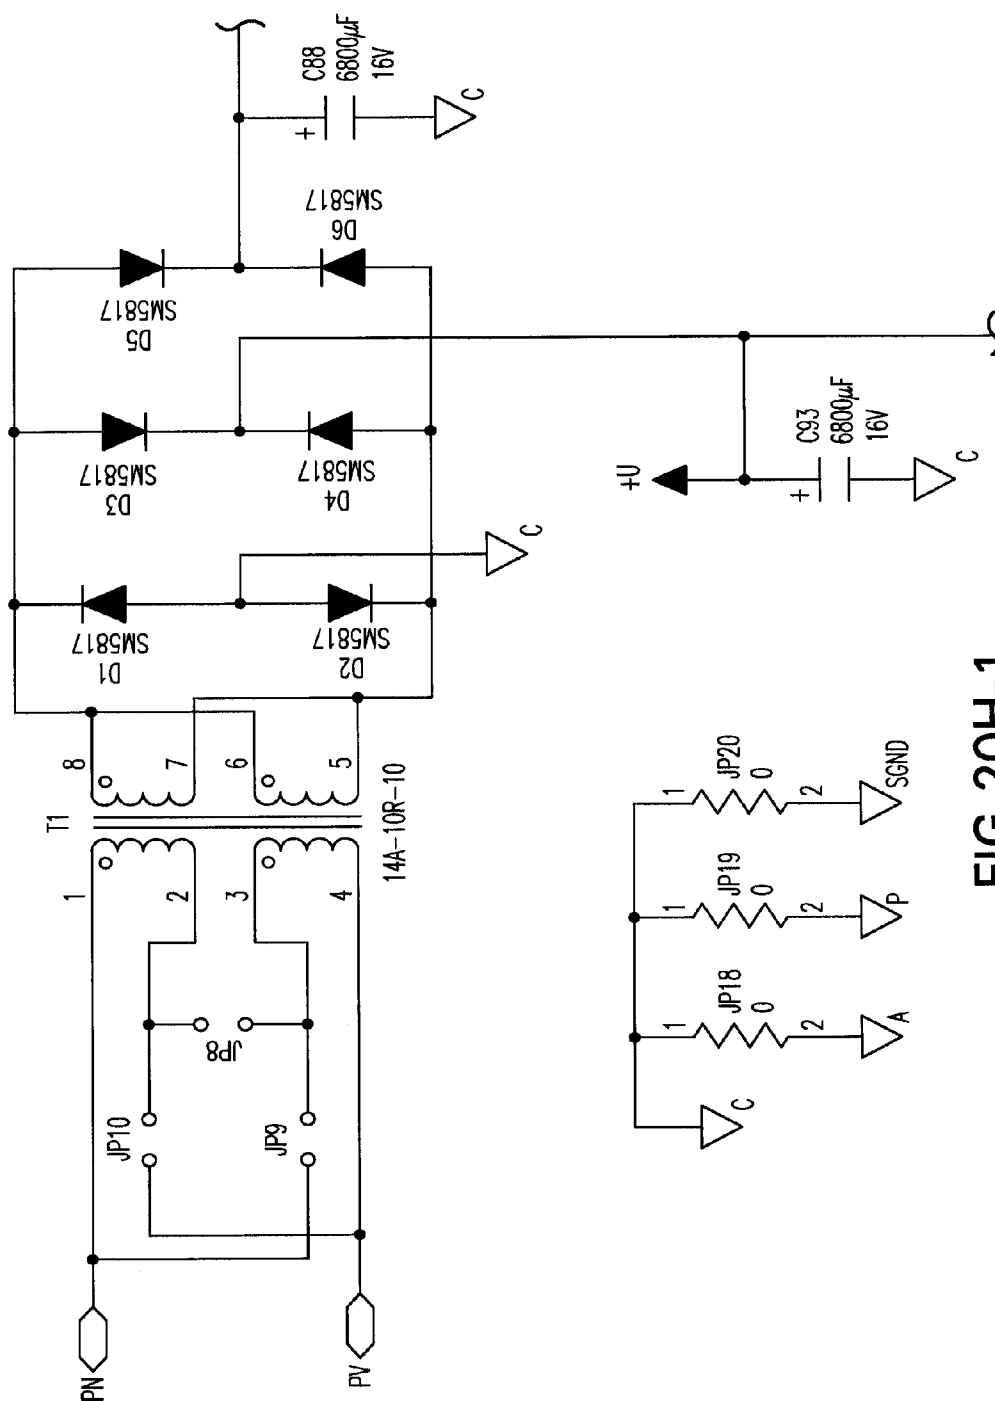 PN
PV
JP10
JP9
JP8
1
2
3
4
T1
14A-10R-10
8
7
6
5
D1
SM5817
D2
SM5817
D3
SM5817
D4
SM5817
D5
SM5817
D6
SM5817
C
C88
6800µF
16V
+
C
+U
C93
6800µF
16V
+
C
C
1
JP18
0
2
A
1
JP19
0
2
P
1
JP20
0
2
SGND
FIG. 20H-1